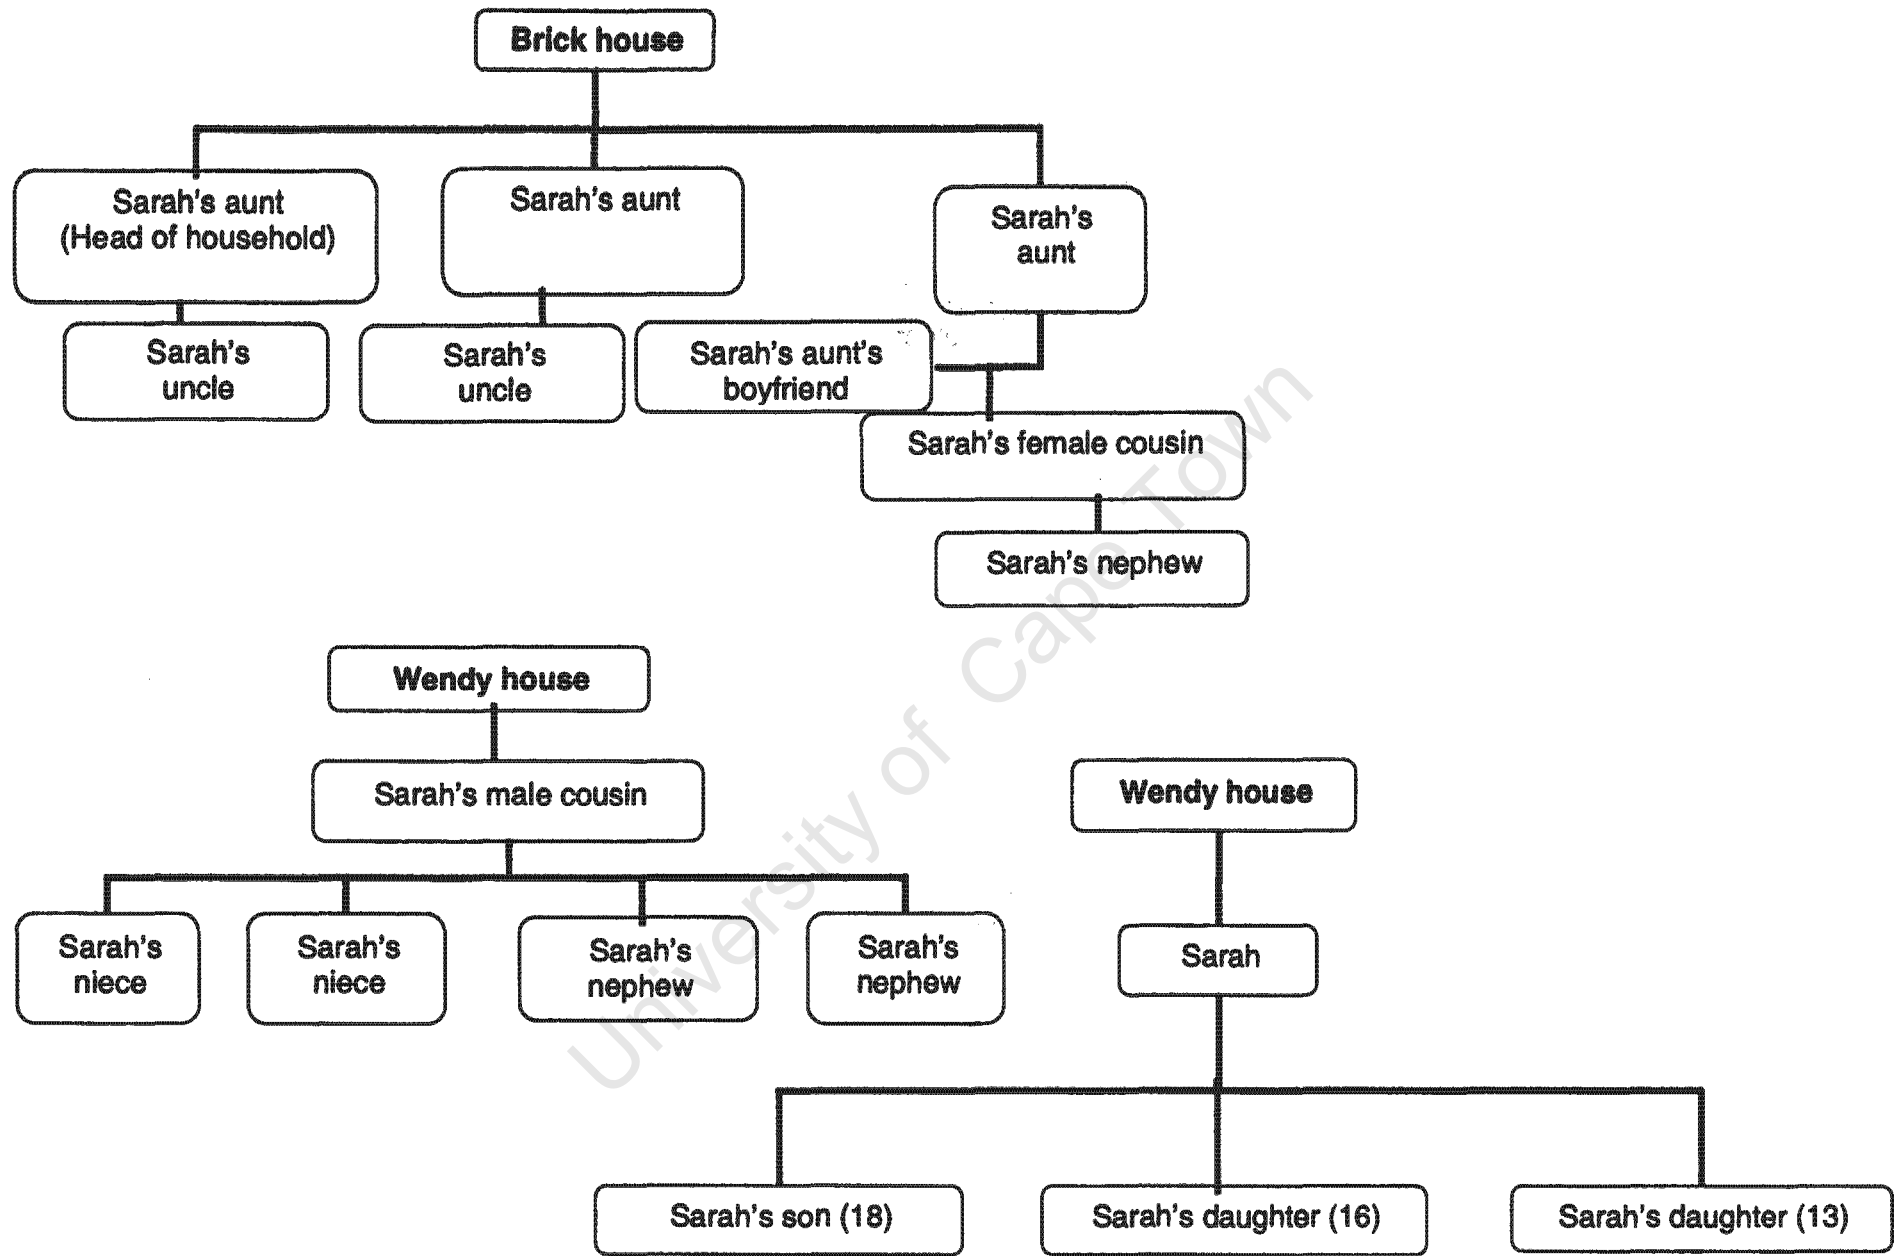 Brick house
Sarah's aunt
(Head of household)
Sarah's aunt
Sarah's
aunt
Sarah's
uncle
Sarah's
uncle
Sarah's aunt's
boyfriend
Sarah's female cousin
Sarah's nephew
Wendy house
Sarah's male cousin
Sarah's
niece
Sarah's
niece
Sarah's
nephew
Sarah's
nephew
Wendy house
Sarah
Sarah's son (18)
Sarah's daughter (16)
Sarah's daughter (13)
University of Cape Town